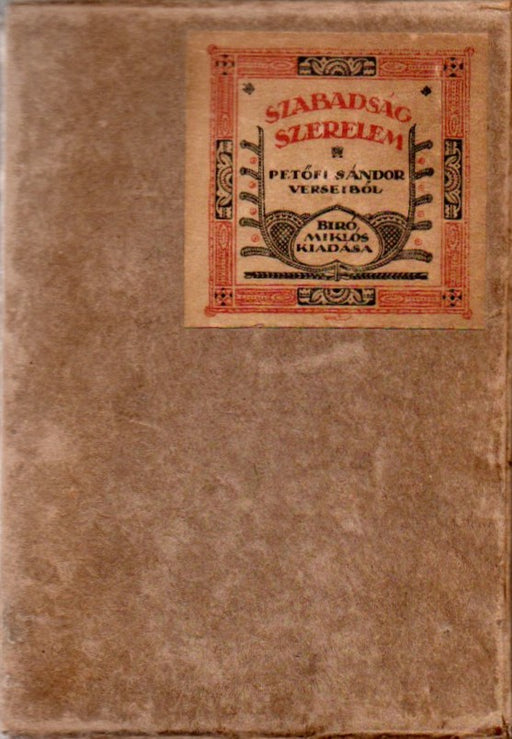 SZABADSÁG
SZERELEM
PETŐFI SÁNDOR
VERSEIBŐL
BIRÓ
MIKLÓS
KIADÁSA